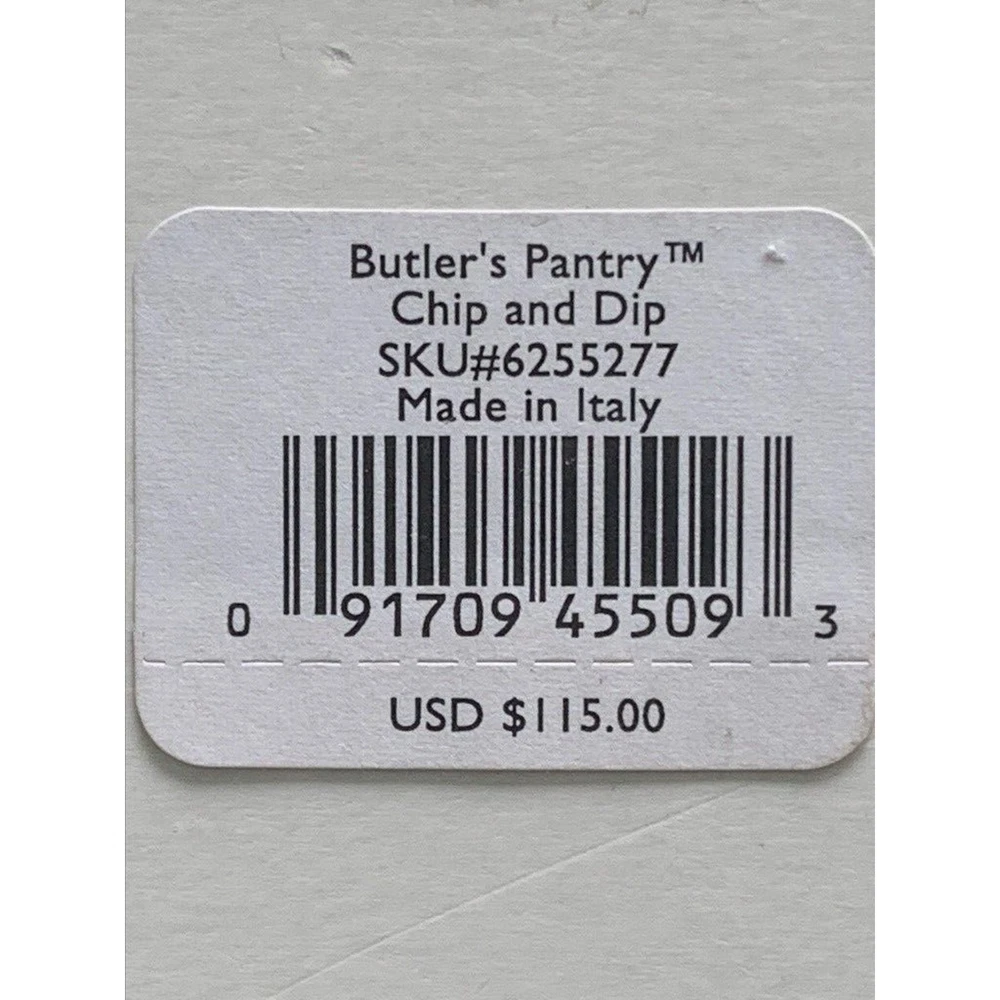 Butler's Pantry™
Chip and Dip
SKU#6255277
Made in Italy
0 91709 45509 3
USD $115.00